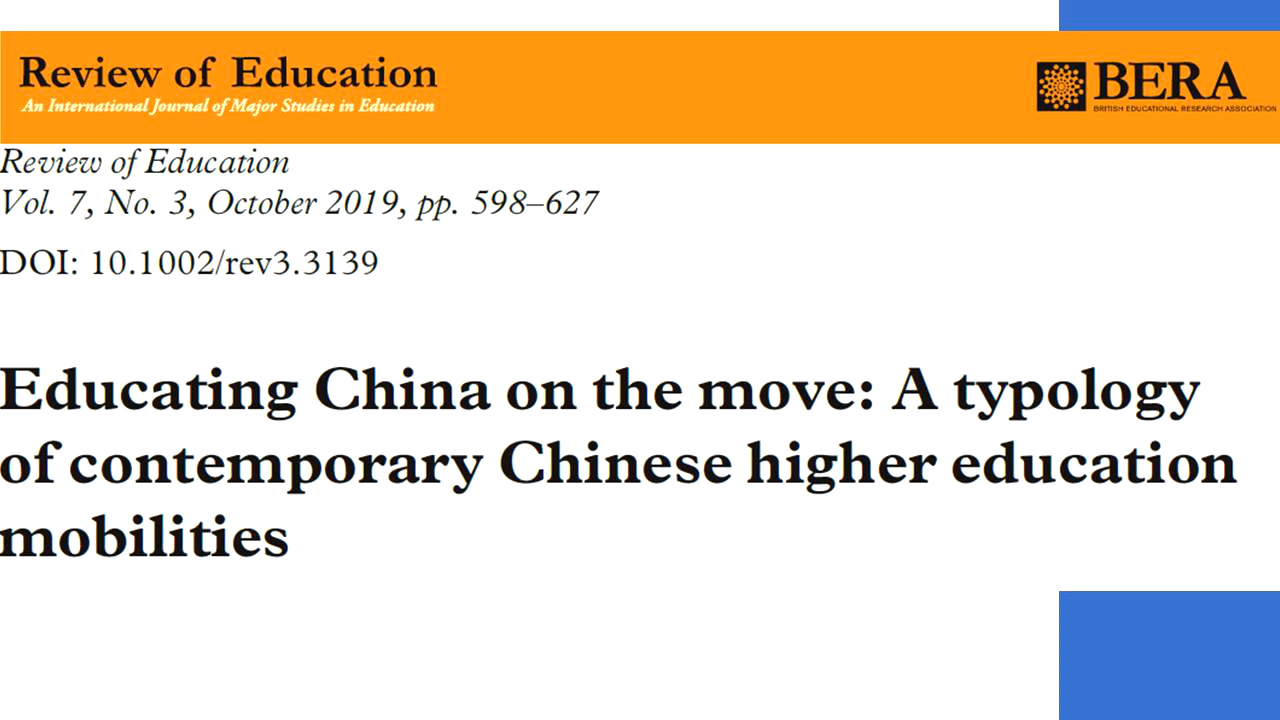 Review of Education
An International Journal of Major Studies in Education
BERA
BRITISH EDUCATIONAL RESEARCH ASSOCIATION
Review of Education
Vol. 7, No. 3, October 2019, pp. 598–627
DOI: 10.1002/rev3.3139
Educating China on the move: A typology
of contemporary Chinese higher education
mobilities